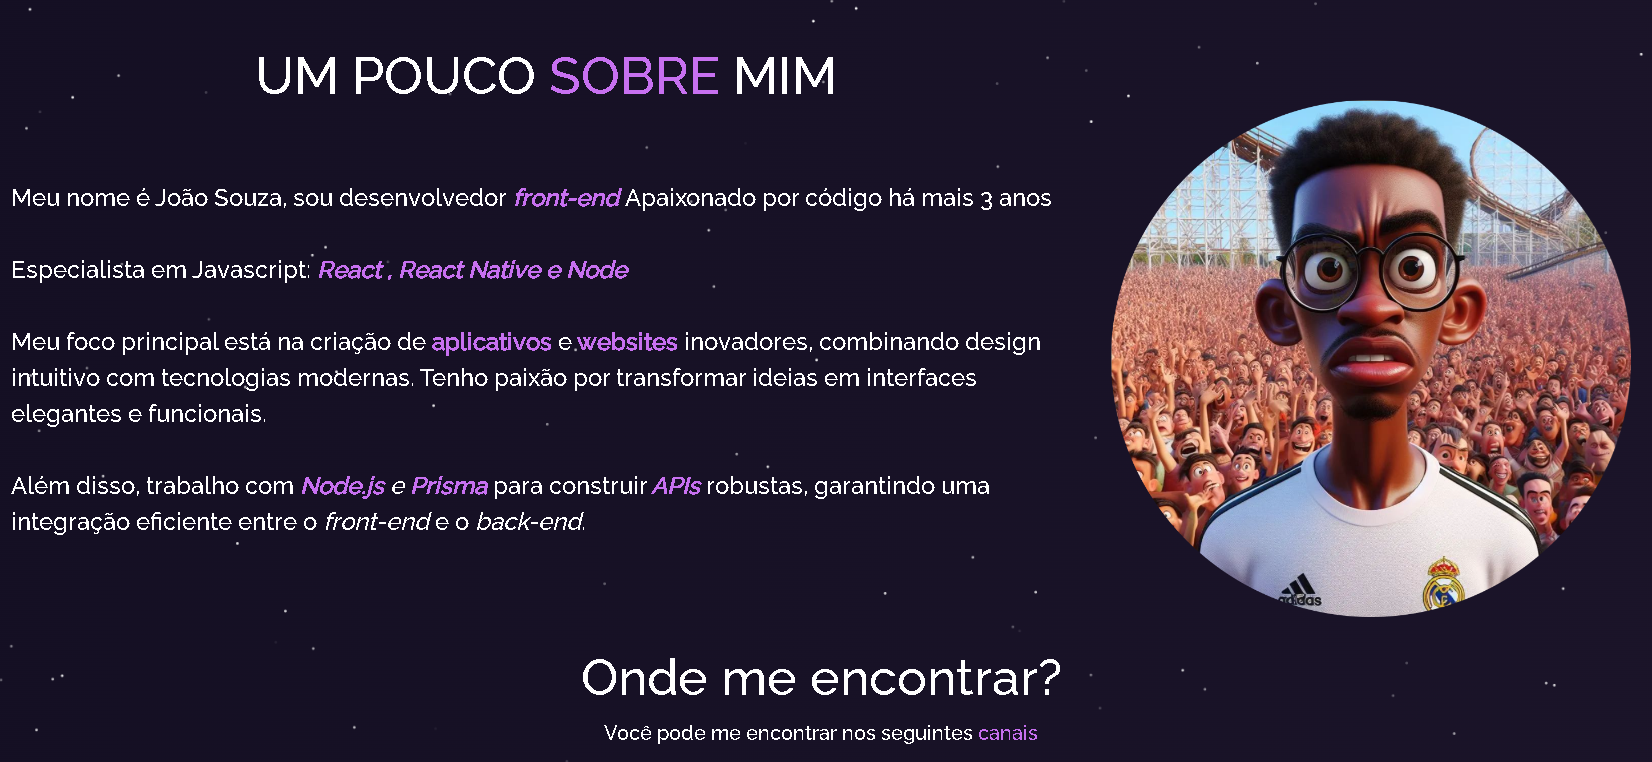 UM POUCO SOBRE MIM
Meu nome é João Souza, sou desenvolvedor front-end Apaixonado por código há mais 3 anos
Especialista em Javascript: React , React Native e Node
Meu foco principal está na criação de aplicativos e websites inovadores, combinando design
intuitivo com tecnologias modernas. Tenho paixão por transformar ideias em interfaces
elegantes e funcionais.
Além disso, trabalho com Node.js e Prisma para construir APIs robustas, garantindo uma
integração eficiente entre o front-end e o back-end.
adidas
Onde me encontrar?
Você pode me encontrar nos seguintes canais